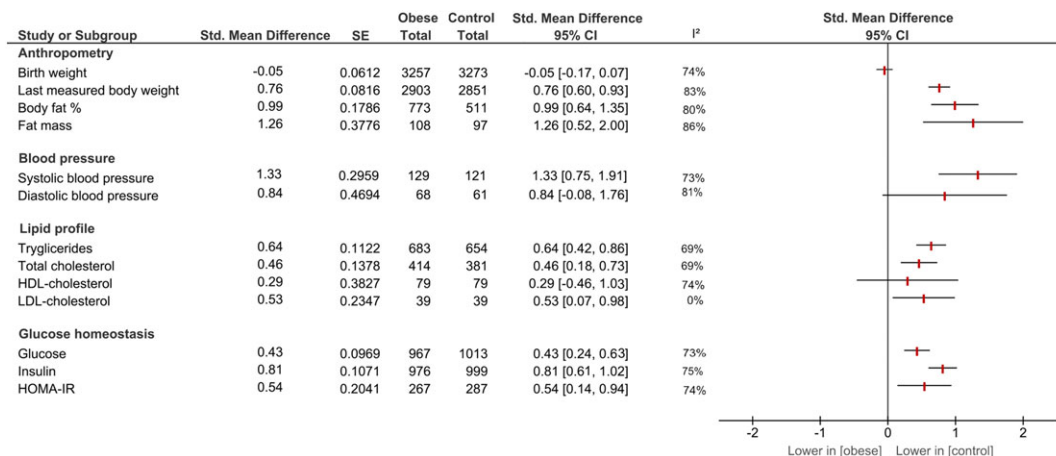 Obese Control Std. Mean Difference Std. Mean Difference
Study or Subgroup Std. Mean Difference SE Total Total 95% CI I² 95% CI
Anthropometry
Birth weight -0.05 0.0612 3257 3273 -0.05 [-0.17, 0.07] 74%
Last measured body weight 0.76 0.0816 2903 2851 0.76 [0.60, 0.93] 83%
Body fat % 0.99 0.1786 773 511 0.99 [0.64, 1.35] 80%
Fat mass 1.26 0.3776 108 97 1.26 [0.52, 2.00] 86%
Blood pressure
Systolic blood pressure 1.33 0.2959 129 121 1.33 [0.75, 1.91] 73%
Diastolic blood pressure 0.84 0.4694 68 61 0.84 [-0.08, 1.76] 81%
Lipid profile
Tryglicerides 0.64 0.1122 683 654 0.64 [0.42, 0.86] 69%
Total cholesterol 0.46 0.1378 414 381 0.46 [0.18, 0.73] 69%
HDL-cholesterol 0.29 0.3827 79 79 0.29 [-0.46, 1.03] 74%
LDL-cholesterol 0.53 0.2347 39 39 0.53 [0.07, 0.98] 0%
Glucose homeostasis
Glucose 0.43 0.0969 967 1013 0.43 [0.24, 0.63] 73%
Insulin 0.81 0.1071 976 999 0.81 [0.61, 1.02] 75%
HOMA-IR 0.54 0.2041 267 287 0.54 [0.14, 0.94] 74%
-2 -1 0 1 2
Lower in [obese] Lower in [control]